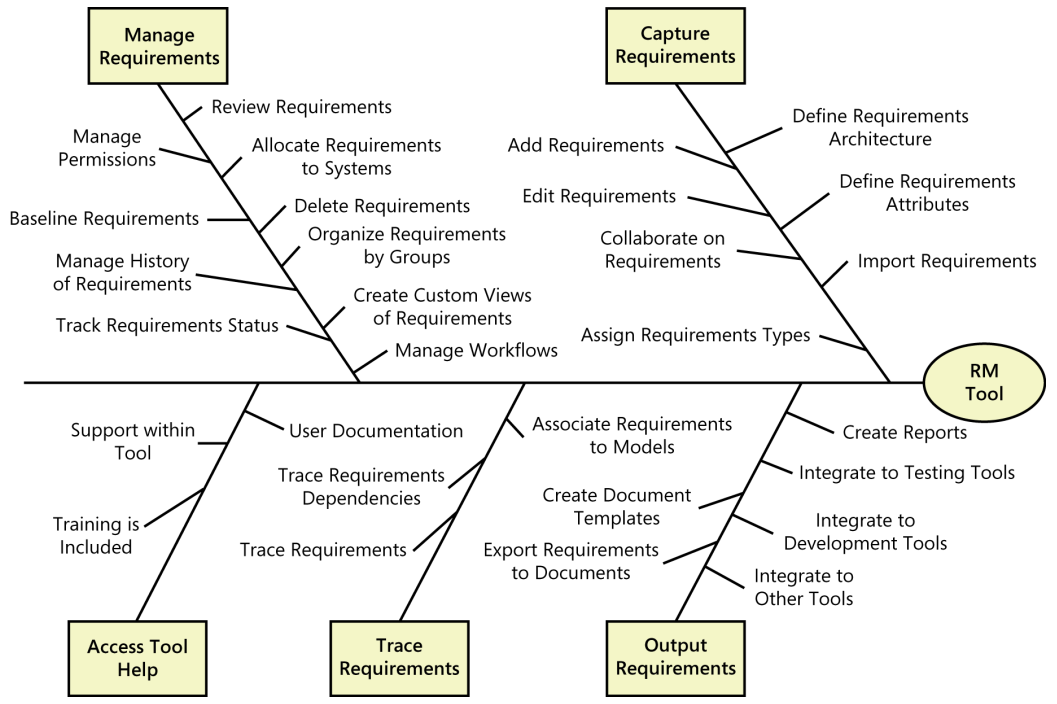 Manage
Requirements
Review Requirements
Manage
Permissions
Allocate Requirements
to Systems
Baseline Requirements
Delete Requirements
Organize Requirements
by Groups
Manage History
of Requirements
Create Custom Views
of Requirements
Track Requirements Status
Manage Workflows
Capture
Requirements
Define Requirements
Architecture
Add Requirements
Define Requirements
Attributes
Edit Requirements
Collaborate on
Requirements
Import Requirements
Assign Requirements Types
RM
Tool
User Documentation
Support within
Tool
Training is
Included
Access Tool
Help
Associate Requirements
to Models
Trace Requirements
Dependencies
Trace Requirements
Trace
Requirements
Create Reports
Integrate to Testing Tools
Create Document
Templates
Integrate to
Development Tools
Export Requirements
to Documents
Integrate to
Other Tools
Output
Requirements